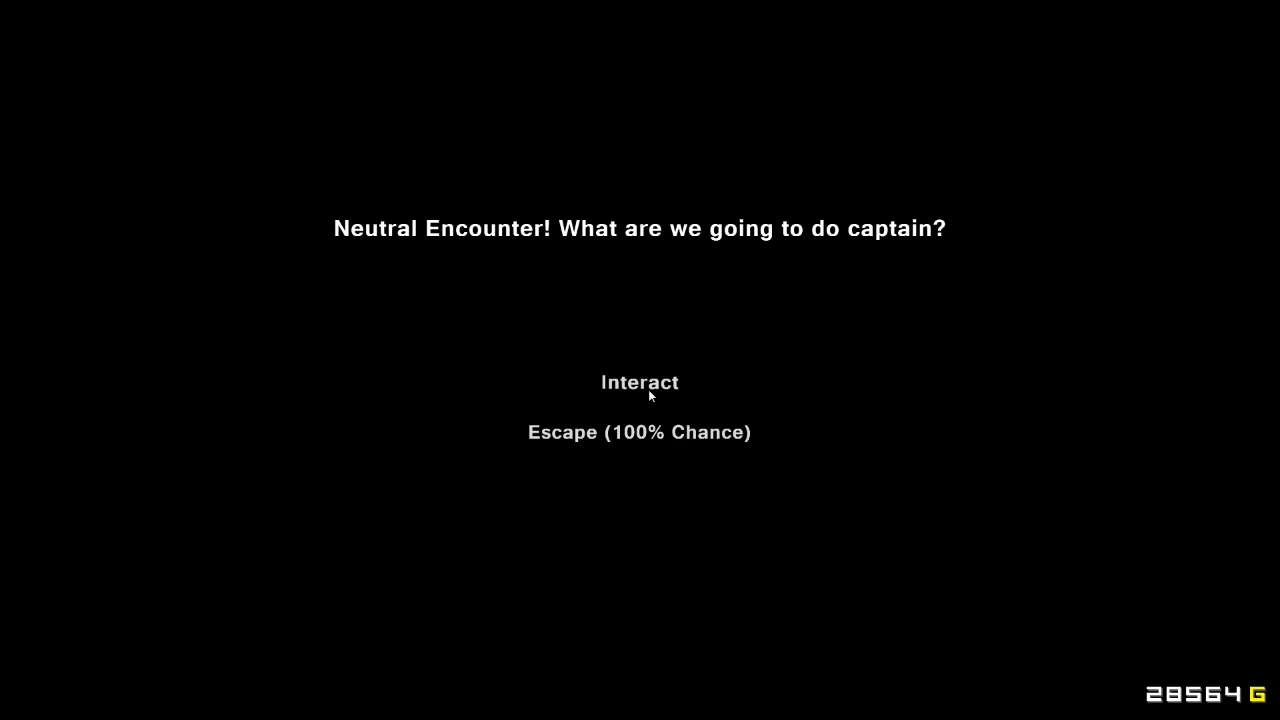 Neutral Encounter! What are we going to do captain?
Interact
Escape (100% Chance)
28564 G